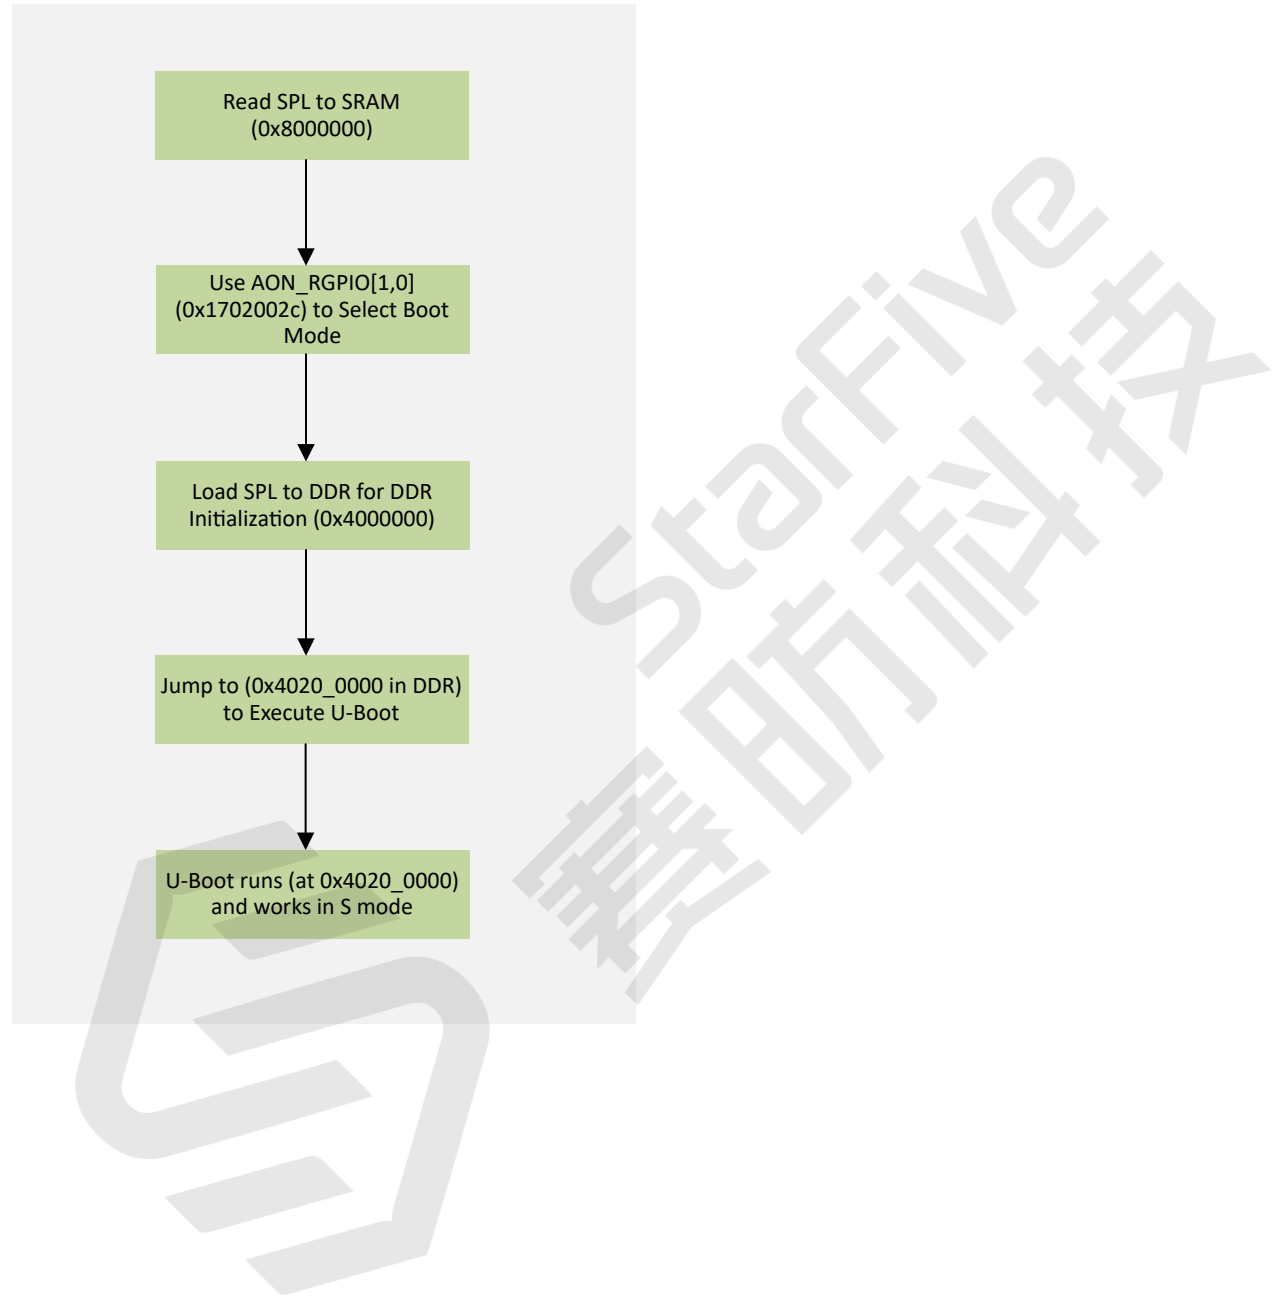 Read SPL to SRAM
(0x8000000)
Use AON_RGPIO[1,0]
(0x1702002c) to Select Boot
Mode
Load SPL to DDR for DDR
Initialization (0x4000000)
Jump to (0x4020_0000 in DDR)
to Execute U-Boot
U-Boot runs (at 0x4020_0000)
and works in S mode
StarFive
赛昉科技